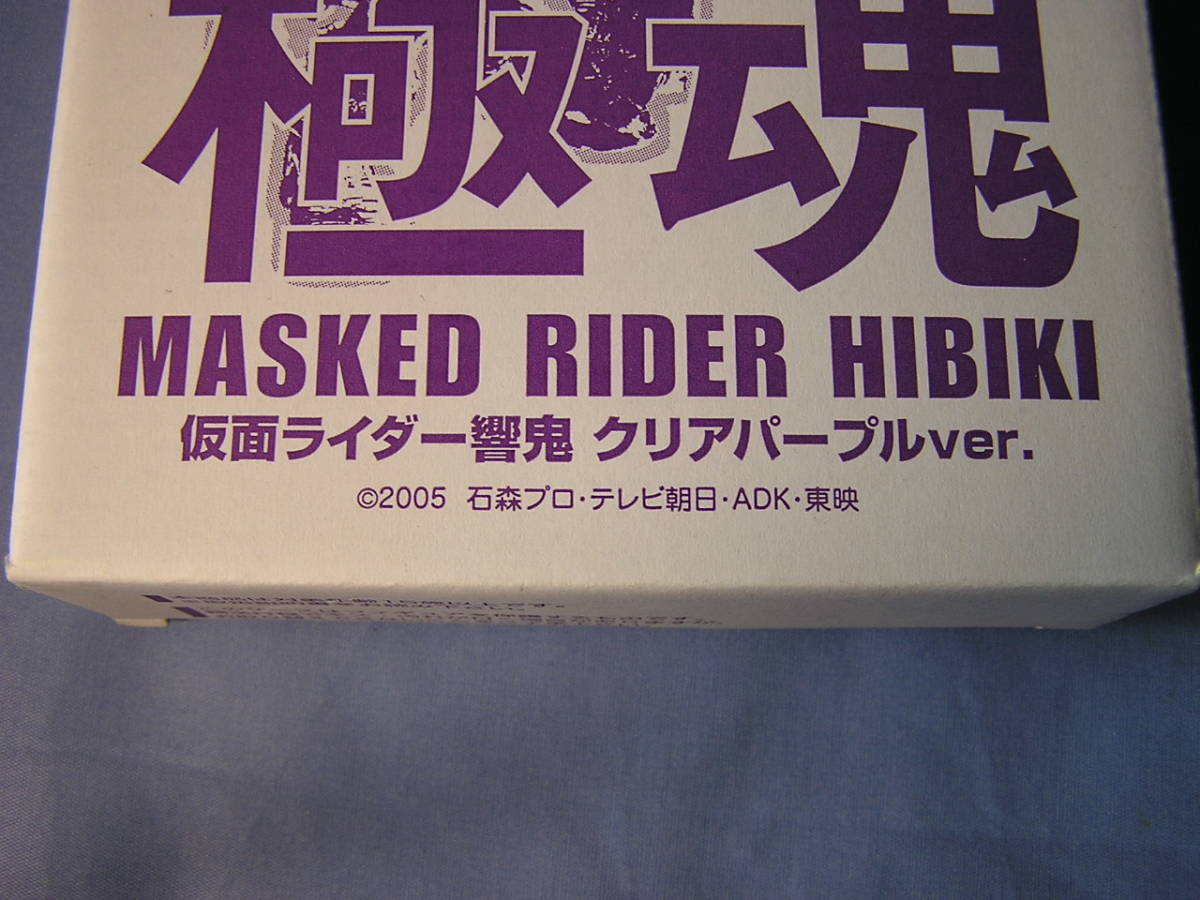 極魂
MASKED RIDER HIBIKI
仮面ライダー響鬼 クリアパープルver.
©2005 石森プロ・テレビ朝日・ADK・東映